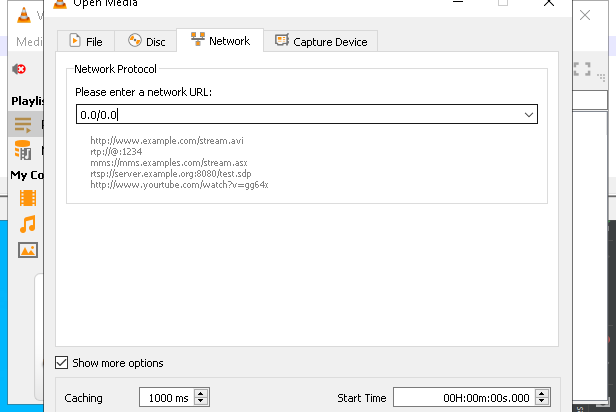 Open Media
V
Medi
File
Disc
Network
Capture Device
Network Protocol
Please enter a network URL:
0.0/0.0
http://www.example.com/stream.avi
rtp://@:1234
mms://mms.examples.com/stream.asx
rtsp://server.example.org:8080/test.sdp
http://www.yourtube.com/watch?v=gg64x
Playlis
My Co
Show more options
Caching
1000 ms
Start Time
00H:00m:00s.000